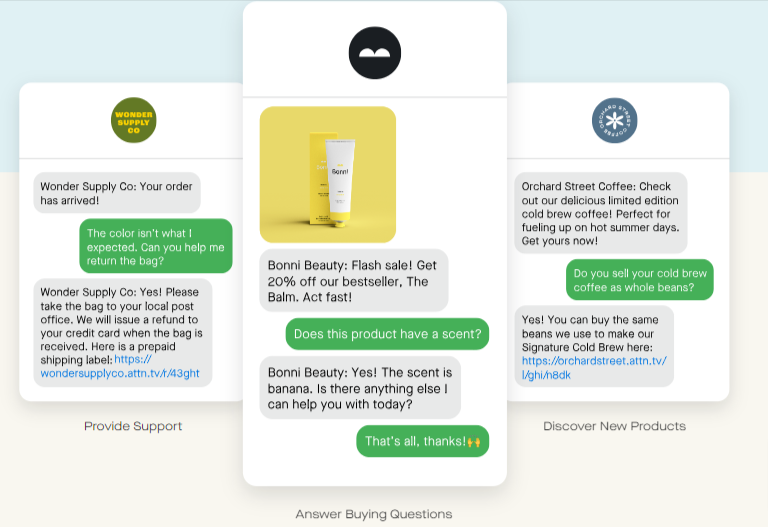 WONDER
SUPPLY
CO
Wonder Supply Co: Your order
has arrived!
The color isn't what I
expected. Can you help me
return the bag?
Wonder Supply Co: Yes! Please
take the bag to your local post
office. We will issue a refund to
your credit card when the bag is
received. Here is a prepaid
shipping label: https://
wondersupplyco.attn.tv/r/43ght
Provide Support
Bonni
Bonni Beauty: Flash sale! Get
20% off our bestseller, The
Balm. Act fast!
Does this product have a scent?
Bonni Beauty: Yes! The scent is
banana. Is there anything else I
can help you with today?
That's all, thanks!🙌
Answer Buying Questions
ORCHARD STREET COFFEE
Orchard Street Coffee: Check
out our delicious limited edition
cold brew coffee! Perfect for
fueling up on hot summer days.
Get yours now!
Do you sell your cold brew
coffee as whole beans?
Yes! You can buy the same
beans we use to make our
Signature Cold Brew here:
https://orchardstreet.attn.tv/
l/ghi/n8dk
Discover New Products